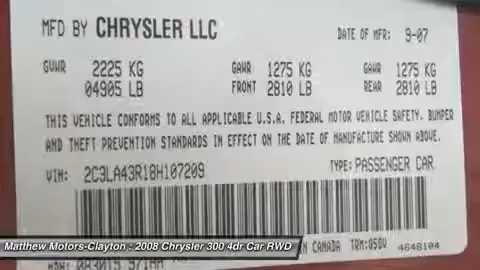 MFD BY CHRYSLER LLC DATE OF MFR: 9-07
GVWR 2225 KG GAWR 1275 KG GAWR 1275 KG
04905 LB FRONT 2810 LB REAR 2810 LB
THIS VEHICLE CONFORMS TO ALL APPLICABLE U.S.A. FEDERAL MOTOR VEHICLE SAFETY, BUMPER
AND THEFT PREVENTION STANDARDS IN EFFECT ON THE DATE OF MANUFACTURE SHOWN ABOVE.
VIN: 2C3LA43R18H107209 TYPE: PASSENGER CAR
Matthew Motors-Clayton : 2008 Chrysler 300 4dr Car RWD
IN CANADA TRM: 4648104